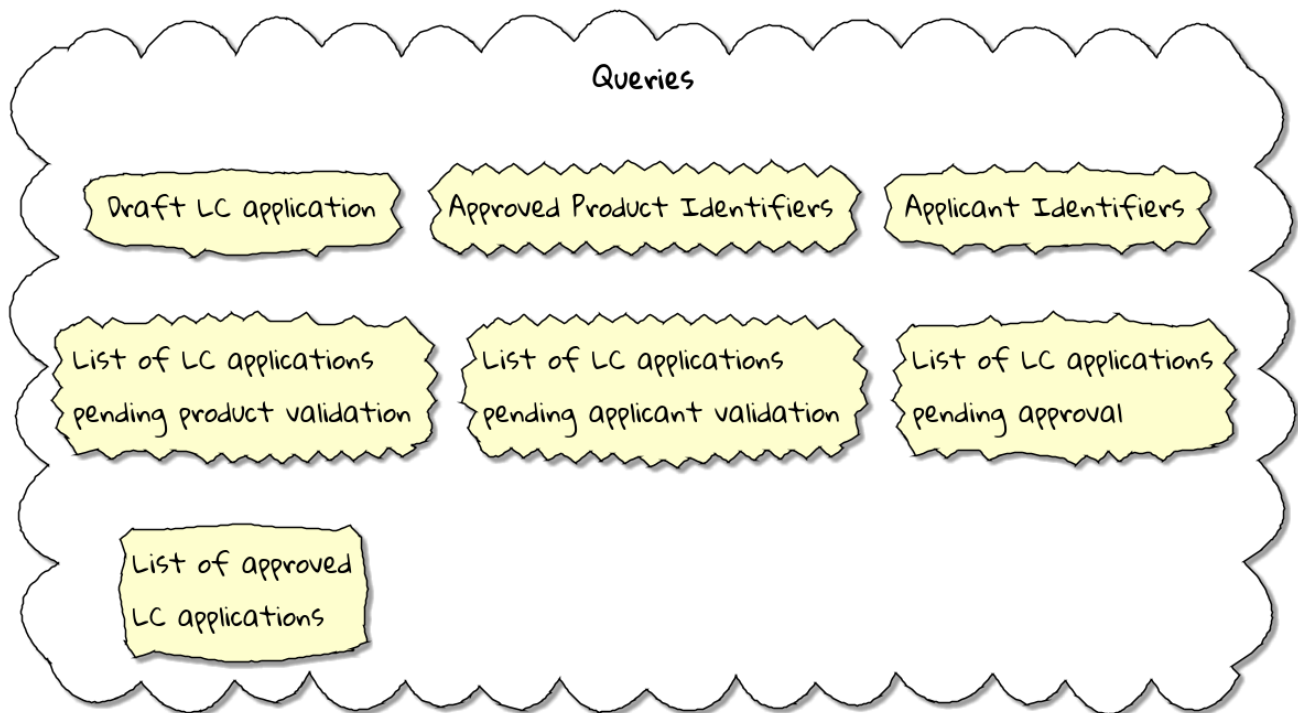 Queries
Draft LC application
Approved Product Identifiers
Applicant Identifiers
List of LC applications
pending product validation
List of LC applications
pending applicant validation
List of LC applications
pending approval
List of approved
LC applications